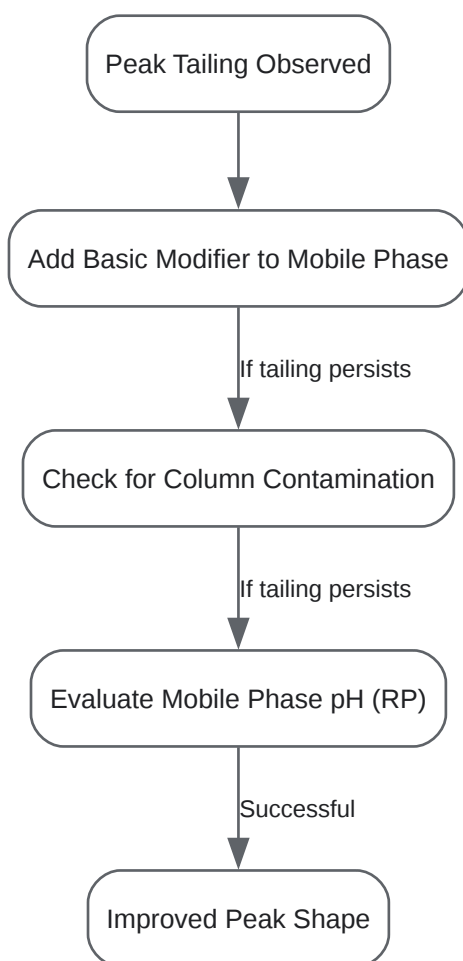 Peak Tailing Observed
Add Basic Modifier to Mobile Phase
If tailing persists
Check for Column Contamination
If tailing persists
Evaluate Mobile Phase pH (RP)
Successful
Improved Peak Shape